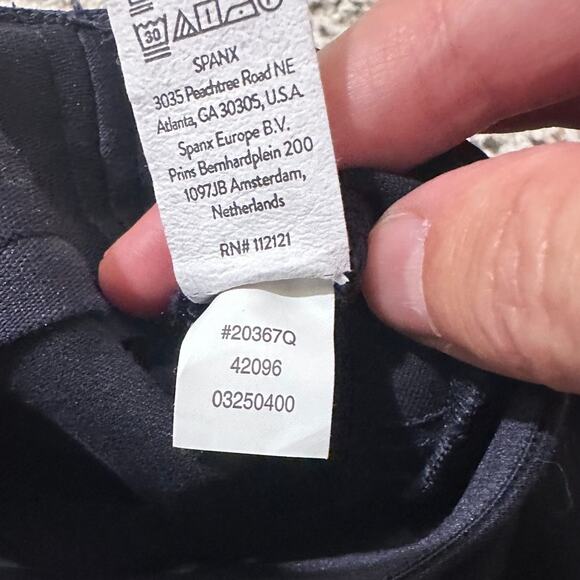 30
SPANX
3035 Peachtree Road NE
Atlanta, GA 30305, U.S.A.
Spanx Europe B.V.
Prins Bernhardplein 200
1097JB Amsterdam,
Netherlands
RN# 112121
#20367Q
42096
03250400